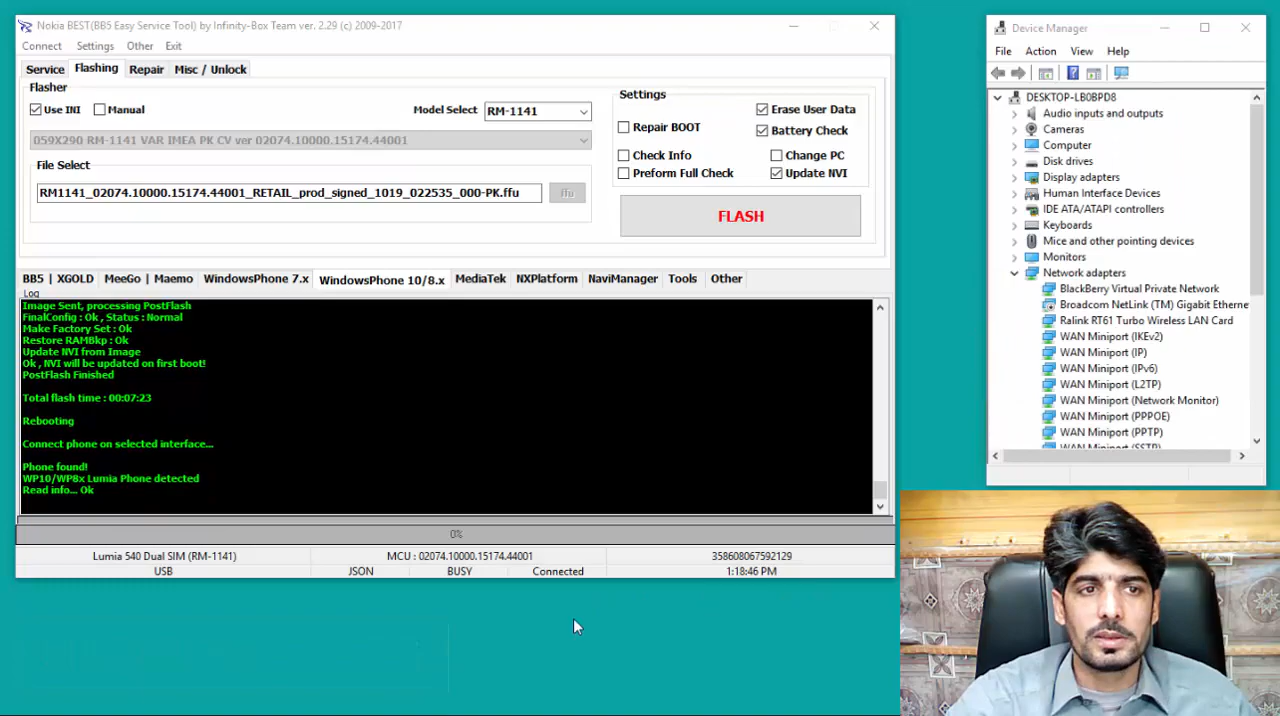 Nokia BEST(BB5 Easy Service Tool) by Infinity-Box Team ver. 2.29 (c) 2009-2017
Connect Settings Other Exit
Service Flashing Repair Misc / Unlock
Flasher
Use INI Manual Model Select RM-1141
059X290 RM-1141 VAR IMEA PK CV ver 02074.10000.15174.44001
File Select
RM1141_02074.10000.15174.44001_RETAIL_prod_signed_1019_022535_000-PK.ffu ffu
Settings
Erase User Data
Repair BOOT Battery Check
Check Info Change PC
Preform Full Check Update NVI
FLASH
BB5 | XGOLD MeeGo | Maemo WindowsPhone 7.x WindowsPhone 10/8.x MediaTek NXPlatform NaviManager Tools Other
Log
Image Sent, processing PostFlash
FinalConfig : Ok , Status : Normal
Make Factory Set : Ok
Restore RAMBkp : Ok
Update NVI from Image
Ok , NVI will be updated on first boot!
PostFlash Finished
Total flash time : 00:07:23
Rebooting
Connect phone on selected interface...
Phone found!
WP10/WP8x Lumia Phone detected
Read info... Ok
0%
Lumia 540 Dual SIM (RM-1141) MCU : 02074.10000.15174.44001 358608067592129
USB JSON BUSY Connected 1:18:46 PM
Device Manager
File Action View Help
DESKTOP-LB0BPD8
Audio inputs and outputs
Cameras
Computer
Disk drives
Display adapters
Human Interface Devices
IDE ATA/ATAPI controllers
Keyboards
Mice and other pointing devices
Monitors
Network adapters
BlackBerry Virtual Private Network
Broadcom NetLink (TM) Gigabit Etherne
Ralink RT61 Turbo Wireless LAN Card
WAN Miniport (IKEv2)
WAN Miniport (IP)
WAN Miniport (IPv6)
WAN Miniport (L2TP)
WAN Miniport (Network Monitor)
WAN Miniport (PPPOE)
WAN Miniport (PPTP)
WAN Miniport (SSTP)